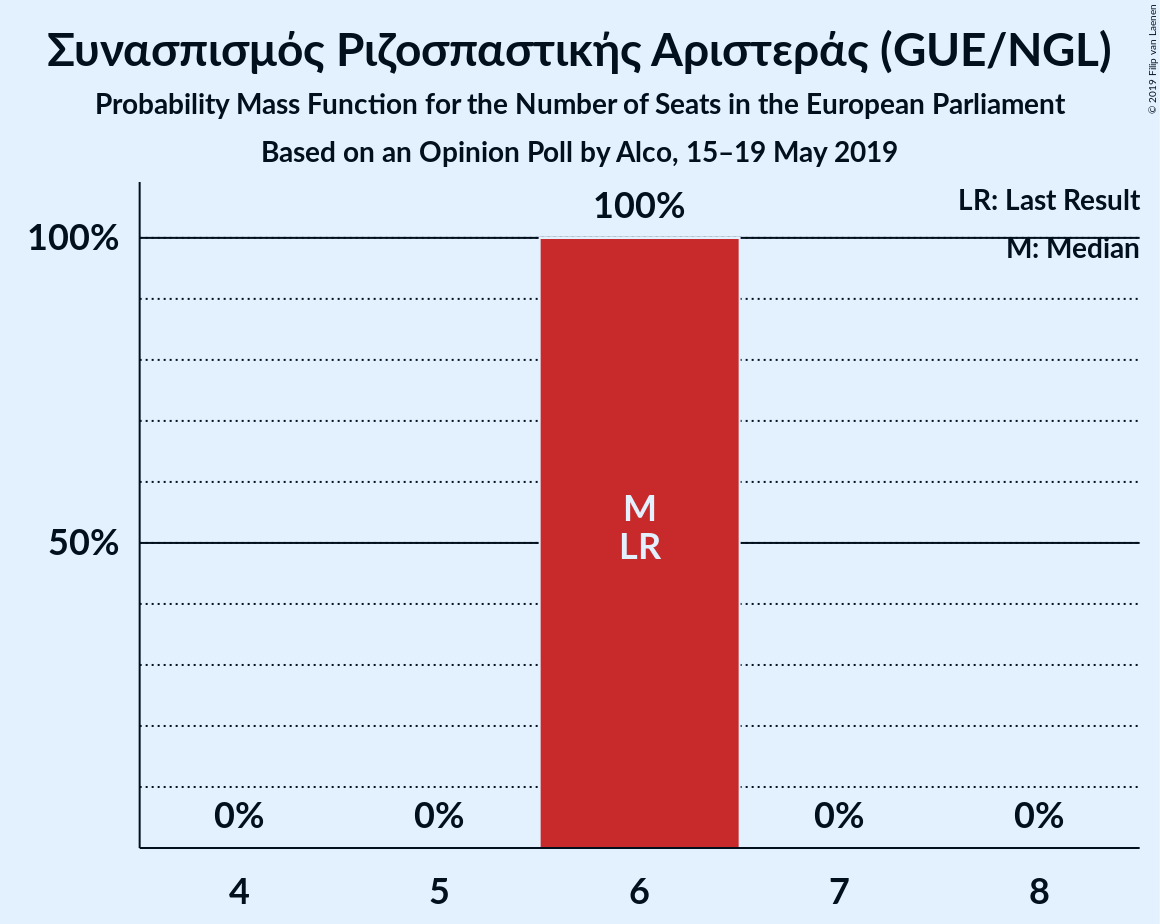 Συνασπισμός Ριζοσπαστικής Αριστεράς (GUE/NGL)
Probability Mass Function for the Number of Seats in the European Parliament
Based on an Opinion Poll by Alco, 15–19 May 2019
© 2019 Filip van Laenen
LR: Last Result
M: Median
100%
100%
50%
M
LR
0%
0%
0%
0%
4
5
6
7
8